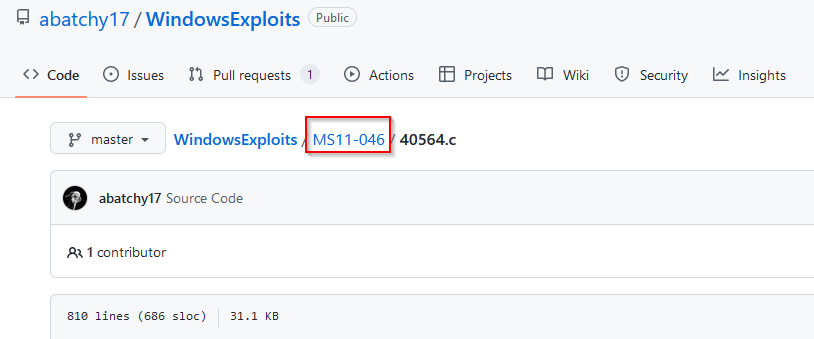 abatchy17 / WindowsExploits Public
Code Issues Pull requests 1 Actions Projects Wiki Security Insights
master WindowsExploits / MS11-046 / 40564.c
abatchy17 Source Code
1 contributor
810 lines (686 sloc) 31.1 KB